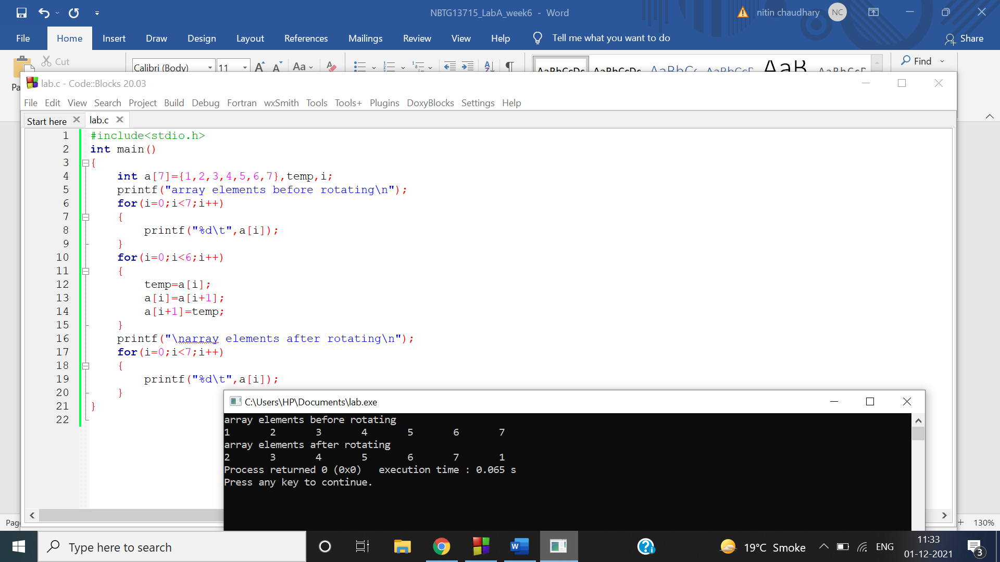 NBTG13715_LabA_week6 - Word
nitin chaudhary NC
File Home Insert Draw Design Layout References Mailings Review View Help Tell me what you want to do Share
Cut
Calibri (Body) 11 Aa Find
lab.c - Code::Blocks 20.03
File Edit View Search Project Build Debug Fortran wxSmith Tools Tools+ Plugins DoxyBlocks Settings Help
Start here lab.c
1 #include<stdio.h>
2 int main()
3 {
4 int a[7]={1,2,3,4,5,6,7},temp,i;
5 printf("array elements before rotating\n");
6 for(i=0;i<7;i++)
7 {
8 printf("%d\t",a[i]);
9 }
10 for(i=0;i<6;i++)
11 {
12 temp=a[i];
13 a[i]=a[i+1];
14 a[i+1]=temp;
15 }
16 printf("\narray elements after rotating\n");
17 for(i=0;i<7;i++)
18 {
19 printf("%d\t",a[i]);
20 }
21 }
22
C:\Users\HP\Documents\lab.exe
array elements before rotating
1 2 3 4 5 6 7
array elements after rotating
2 3 4 5 6 7 1
Process returned 0 (0x0) execution time : 0.065 s
Press any key to continue.
130%
Type here to search
19°C Smoke ENG
11:33
01-12-2021
3